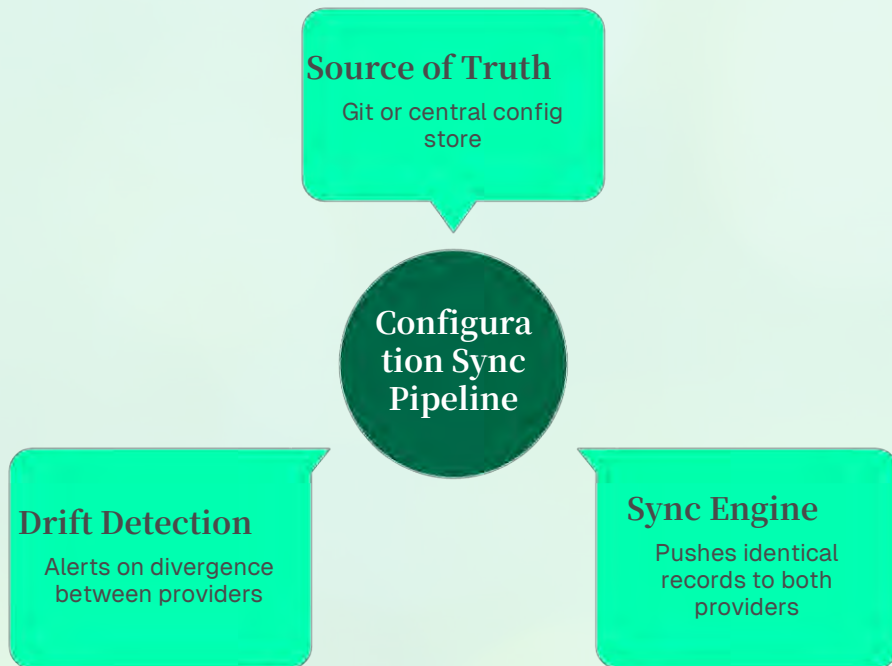 Source of Truth
Git or central config
store
Configura
tion Sync
Pipeline
Drift Detection
Alerts on divergence
between providers
Sync Engine
Pushes identical
records to both
providers